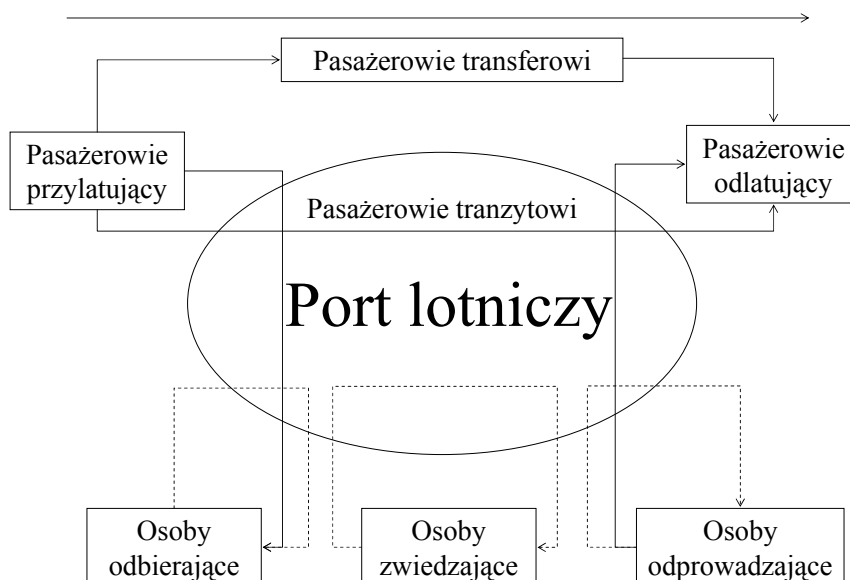 Pasażerowie transferowi
Pasażerowie
przylatujący
Pasażerowie
odlatujący
Pasażerowie tranzytowi
Port lotniczy
Osoby
odbierające
Osoby
zwiedzające
Osoby
odprowadzające